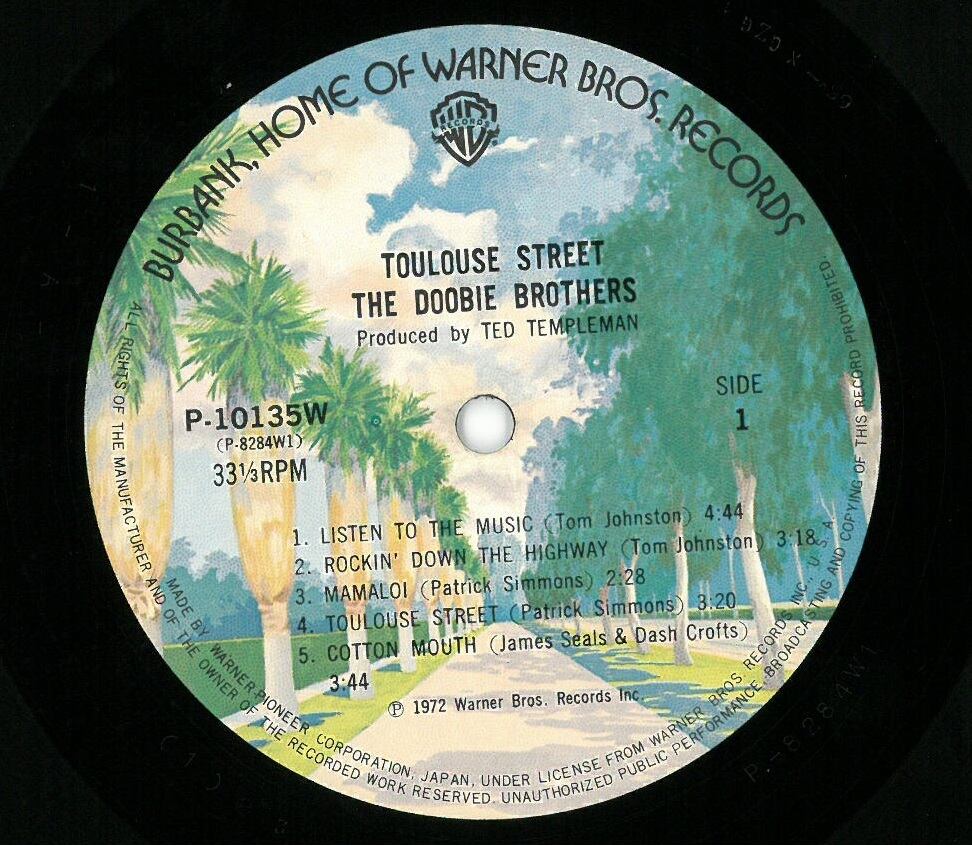 BURBANK, HOME OF WARNER BROS. RECORDS
WB
RECORDS
TOULOUSE STREET
THE DOOBIE BROTHERS
Produced by TED TEMPLEMAN
SIDE
1
P-10135W
(P-8284W1)
33⅓RPM
1. LISTEN TO THE MUSIC (Tom Johnston) 4:44
2. ROCKIN' DOWN THE HIGHWAY (Tom Johnston) 3:18
3. MAMALOI (Patrick Simmons) 2:28
4. TOULOUSE STREET (Patrick Simmons) 3:20
5. COTTON MOUTH (James Seals & Dash Crofts)
3:44
℗ 1972 Warner Bros. Records Inc.
MADE BY WARNER PIONEER CORPORATION, JAPAN, UNDER LICENSE FROM WARNER BROS. RECORDS INC. U. S. A.
ALL RIGHTS OF THE MANUFACTURER AND OF THE OWNER OF THE RECORDED WORK RESERVED. UNAUTHORIZED PUBLIC PERFORMANCE, BROADCASTING AND COPYING OF THIS RECORD PROHIBITED.
P-8284W1